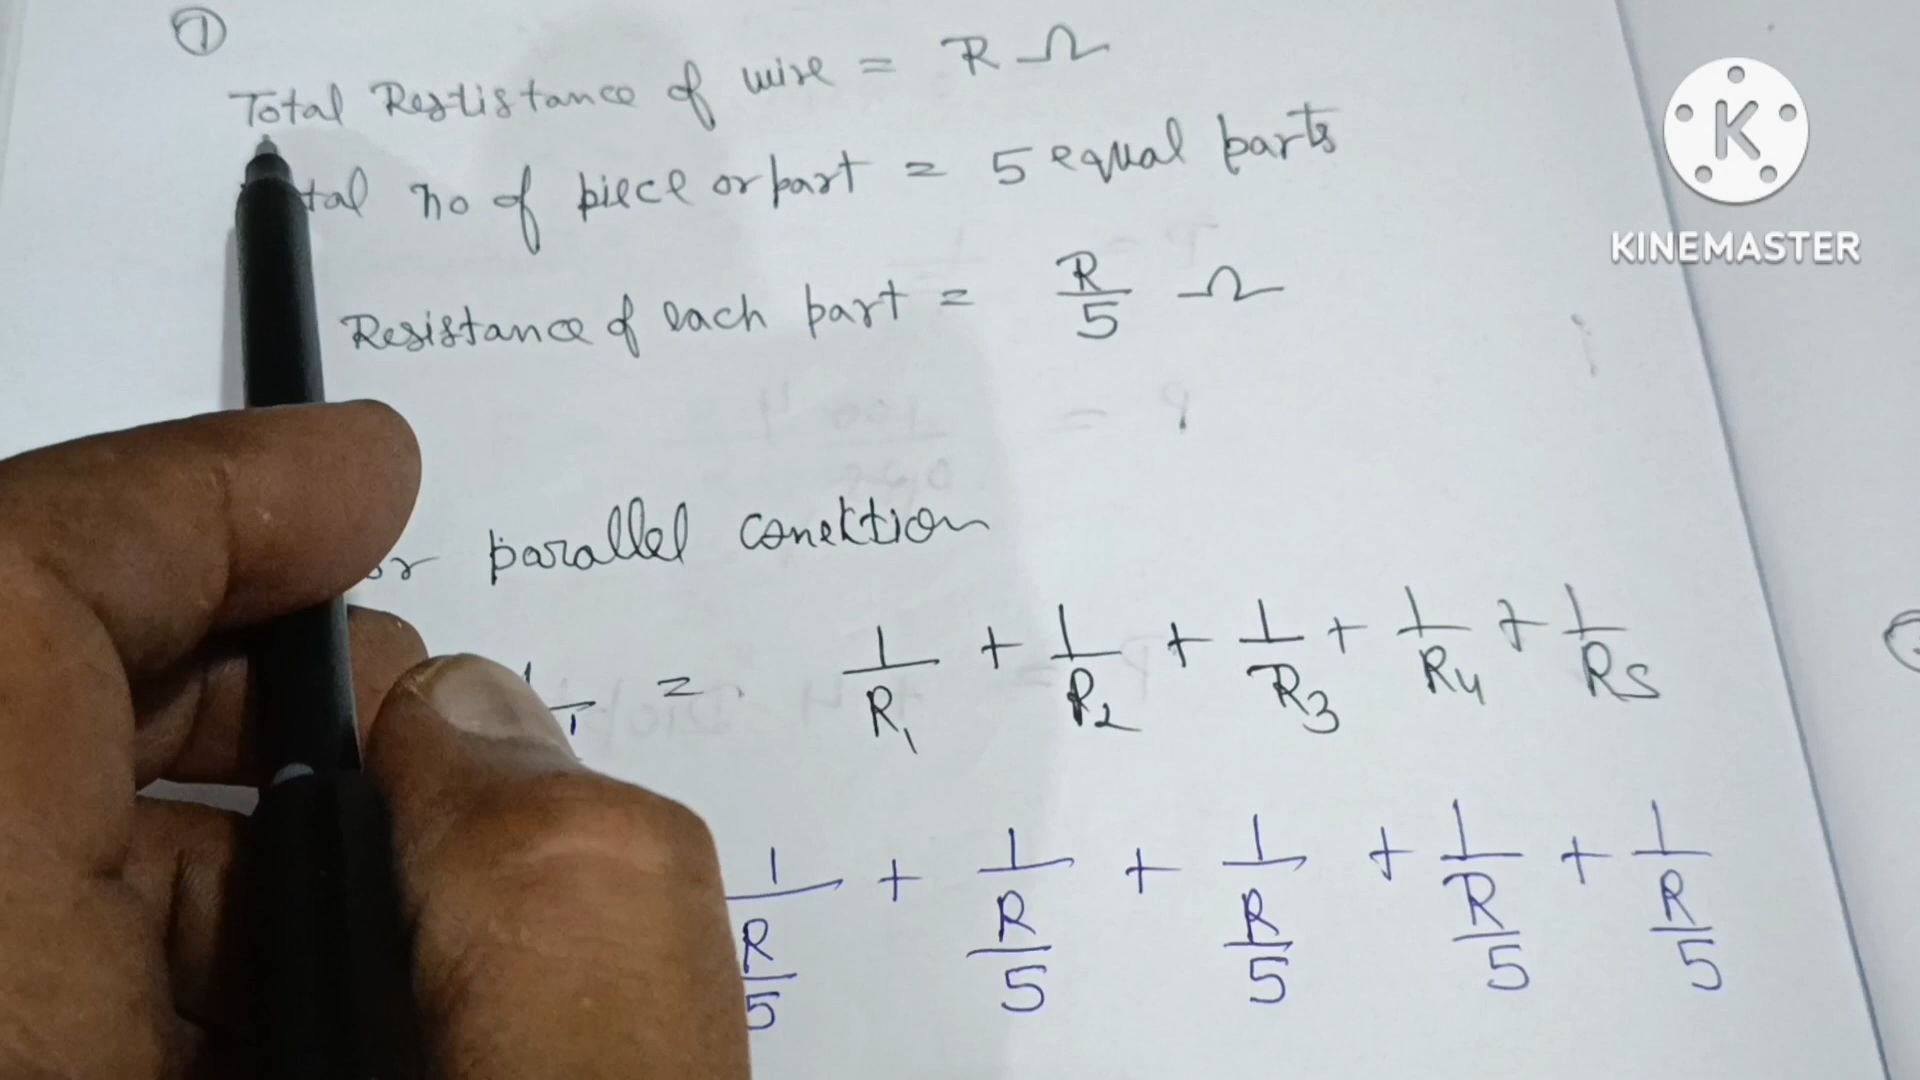 ①
Total Restistance of wire = R Ω
tal no of piece or part = 5 equal parts
Resistance of each part = R/5 Ω
or parallel conektion
= 1/R1 + 1/R2 + 1/R3 + 1/R4 + 1/R5
1/R/5 + 1/R/5 + 1/R/5 + 1/R/5 + 1/R/5
K
KINEMASTER